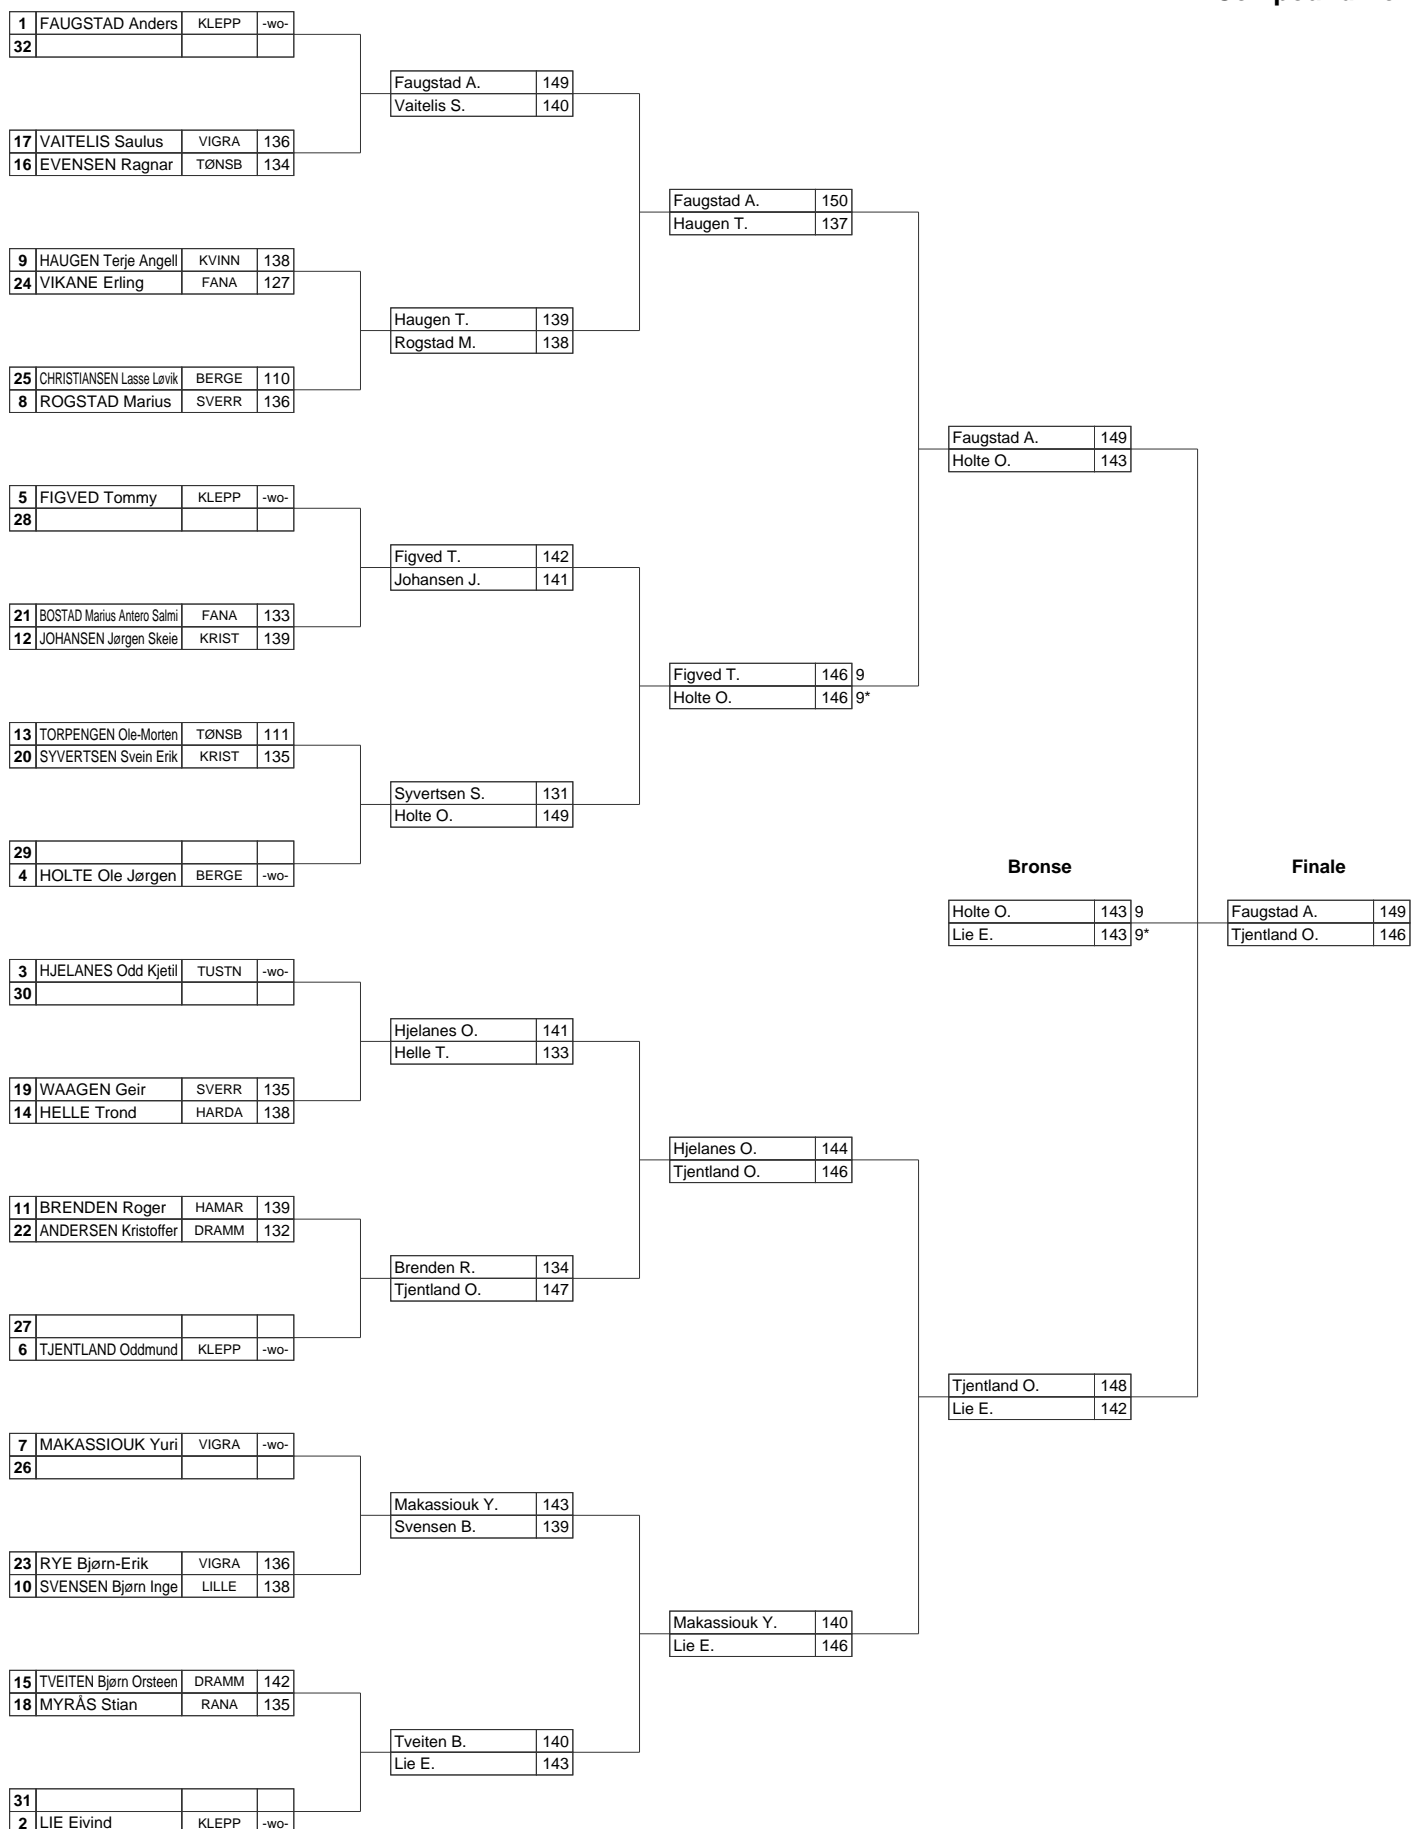 1 FAUGSTAD Anders KLEPP -wo-
32
Faugstad A. 149
Vaitelis S. 140
17 VAITELIS Saulus VIGRA 136
16 EVENSEN Ragnar TØNSB 134
Faugstad A. 150
Haugen T. 137
9 HAUGEN Terje Angell KVINN 138
24 VIKANE Erling FANA 127
Haugen T. 139
Rogstad M. 138
25 CHRISTIANSEN Lasse Løvik BERGE 110
8 ROGSTAD Marius SVERR 136
Faugstad A. 149
Holte O. 143
5 FIGVED Tommy KLEPP -wo-
28
Figved T. 142
Johansen J. 141
21 BOSTAD Marius Antero Salmi FANA 133
12 JOHANSEN Jørgen Skeie KRIST 139
Figved T. 146 9
Holte O. 146 9*
13 TORPENGEN Ole-Morten TØNSB 111
20 SYVERTSEN Svein Erik KRIST 135
Syvertsen S. 131
Holte O. 149
29
4 HOLTE Ole Jørgen BERGE -wo-
Bronse Finale
Holte O. 143 9 Faugstad A. 149
Lie E. 143 9* Tjentland O. 146
3 HJELANES Odd Kjetil TUSTN -wo-
30
Hjelanes O. 141
Helle T. 133
19 WAAGEN Geir SVERR 135
14 HELLE Trond HARDA 138
Hjelanes O. 144
Tjentland O. 146
11 BRENDEN Roger HAMAR 139
22 ANDERSEN Kristoffer DRAMM 132
Brenden R. 134
Tjentland O. 147
27
6 TJENTLAND Oddmund KLEPP -wo-
Tjentland O. 148
Lie E. 142
7 MAKASSIOUK Yuri VIGRA -wo-
26
Makassiouk Y. 143
Svensen B. 139
23 RYE Bjørn-Erik VIGRA 136
10 SVENSEN Bjørn Inge LILLE 138
Makassiouk Y. 140
Lie E. 146
15 TVEITEN Bjørn Orsteen DRAMM 142
18 MYRÅS Stian RANA 135
Tveiten B. 140
Lie E. 143
31
2 LIE Eivind KLEPP -wo-